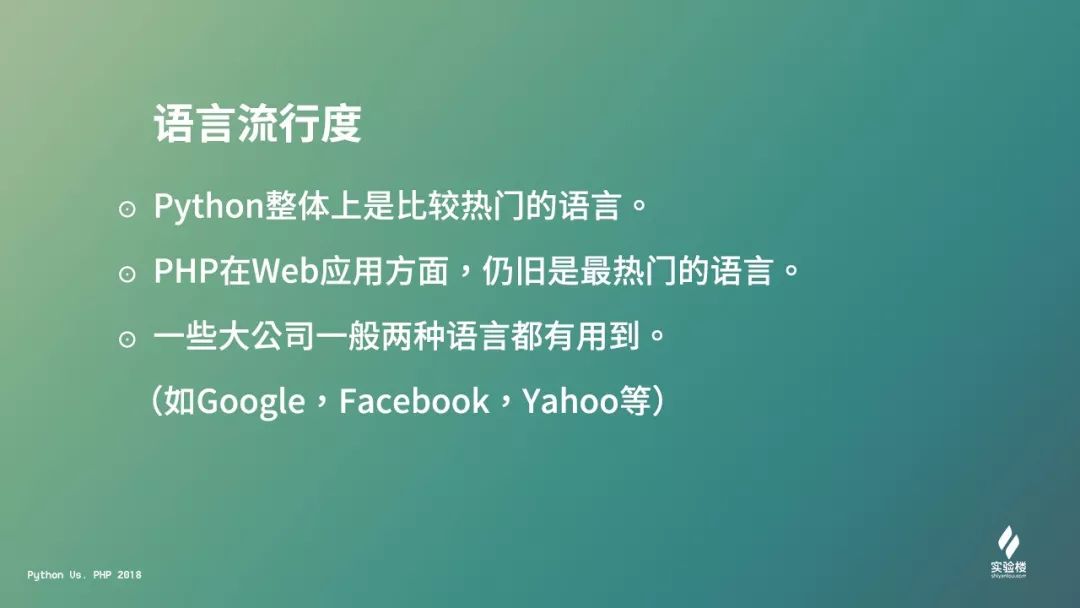 语言流行度
Python整体上是比较热门的语言。
PHP在Web应用方面，仍旧是最热门的语言。
一些大公司一般两种语言都有用到。
（如Google，Facebook，Yahoo等）
Python Vs. PHP 2018
实验楼
shiyanlou.com